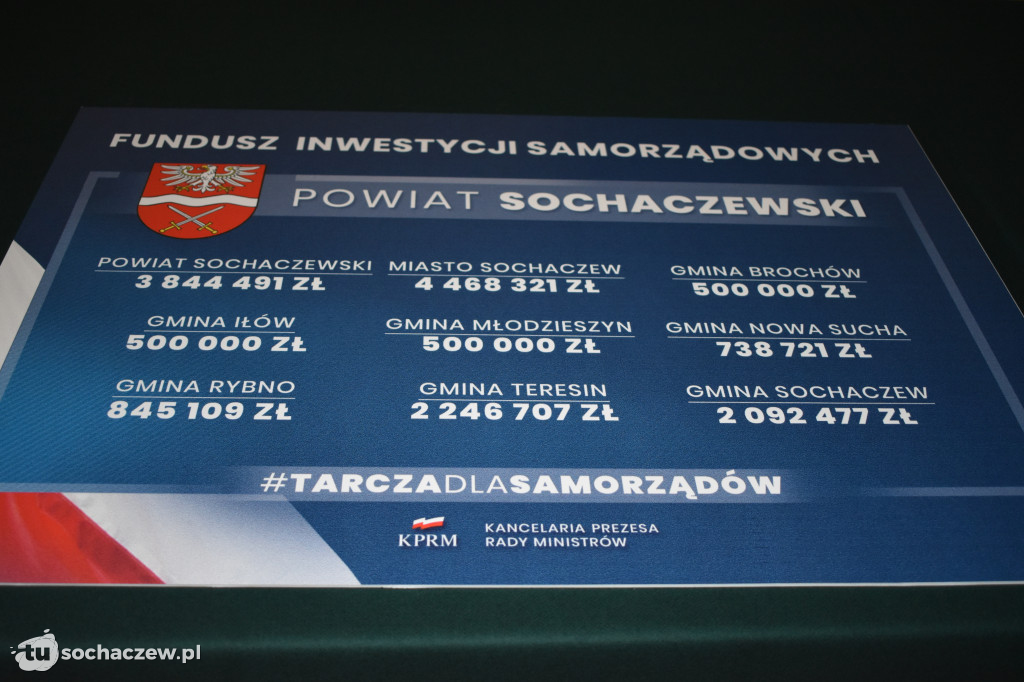 FUNDUSZ INWESTYCJI SAMORZĄDOWYCH
POWIAT SOCHACZEWSKI
POWIAT SOCHACZEWSKI
3 844 491 ZŁ
MIASTO SOCHACZEW
4 468 321 ZŁ
GMINA BROCHÓW
500 000 ZŁ
GMINA IŁÓW
500 000 ZŁ
GMINA MŁODZIESZYN
500 000 ZŁ
GMINA NOWA SUCHA
738 721 ZŁ
GMINA RYBNO
845 109 ZŁ
GMINA TERESIN
2 246 707 ZŁ
GMINA SOCHACZEW
2 092 477 ZŁ
#TARCZADLASAMORZĄDÓW
KPRM
KANCELARIA PREZESA
RADY MINISTRÓW
tusochaczew.pl